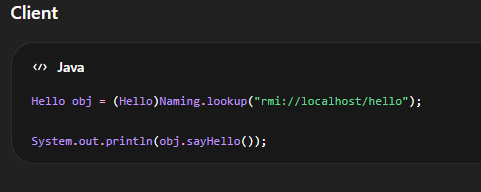 Client
</> Java
Hello obj = (Hello)Naming.lookup("rmi://localhost/hello");
System.out.println(obj.sayHello());